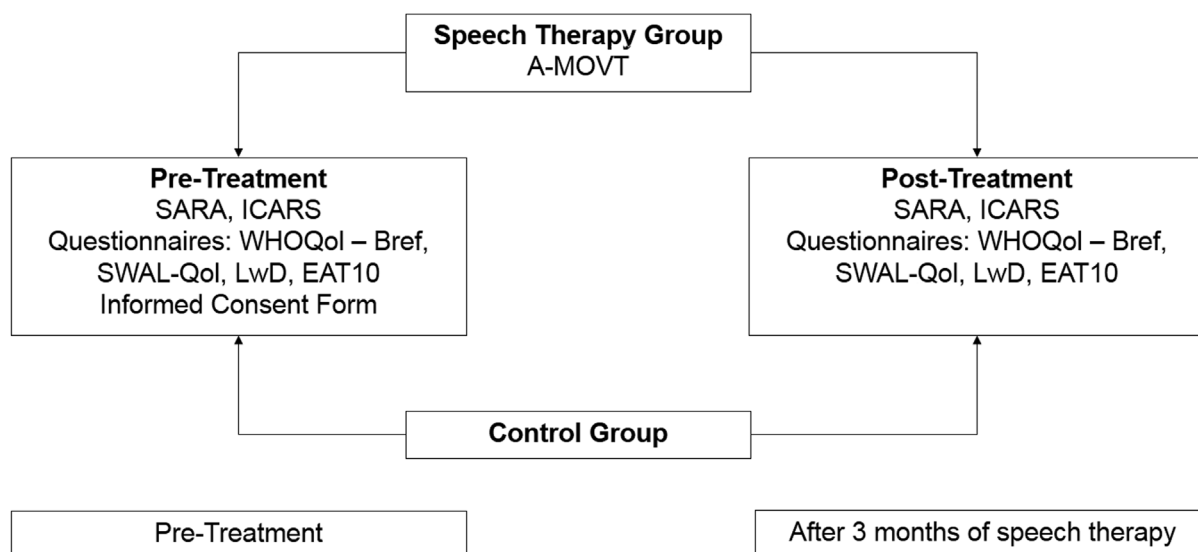 Speech Therapy Group
A-MOVT
Pre-Treatment
SARA, ICARS
Questionnaires: WHOQol – Bref,
SWAL-Qol, LwD, EAT10
Informed Consent Form
Post-Treatment
SARA, ICARS
Questionnaires: WHOQol – Bref,
SWAL-Qol, LwD, EAT10
Control Group
Pre-Treatment
After 3 months of speech therapy